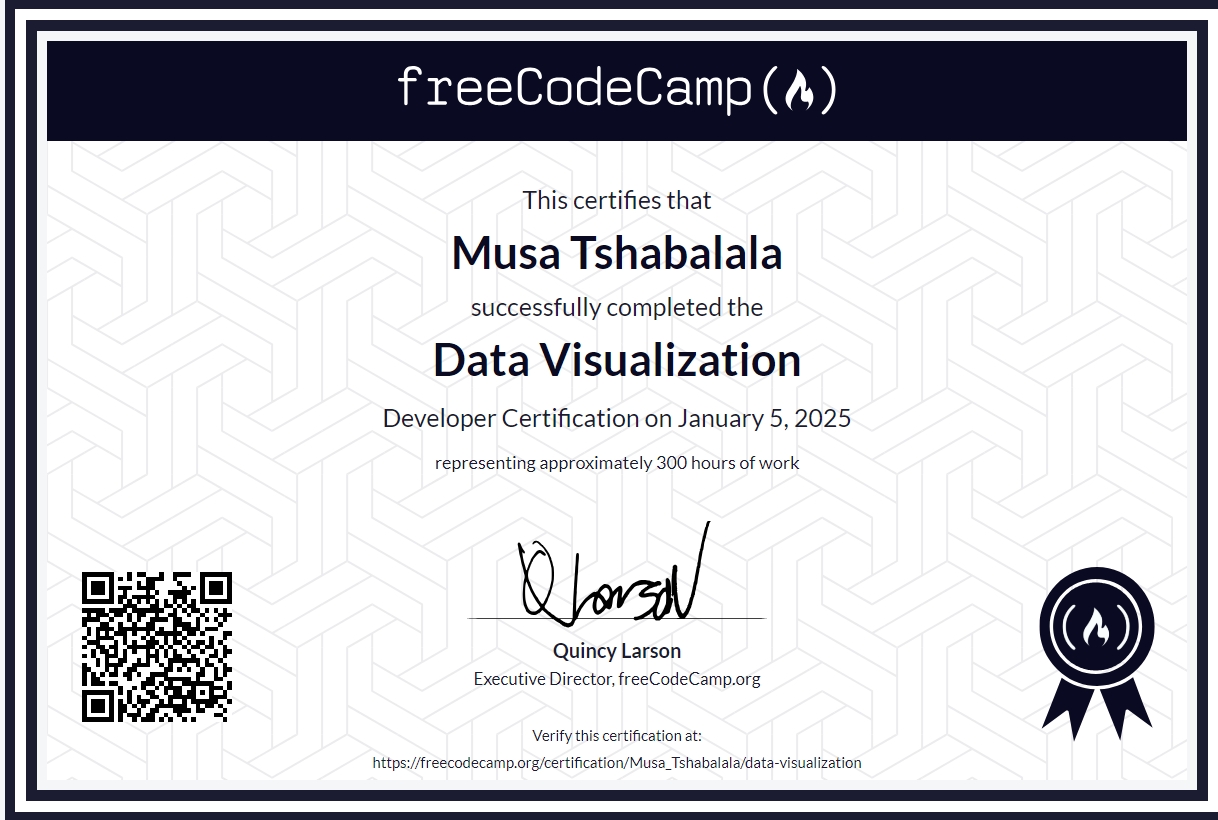 freeCodeCamp
This certifies that
Musa Tshabalala
successfully completed the
Data Visualization
Developer Certification on January 5, 2025
representing approximately 300 hours of work
Quincy Larson
Executive Director, freeCodeCamp.org
Verify this certification at:
https://freecodecamp.org/certification/Musa_Tshabalala/data-visualization